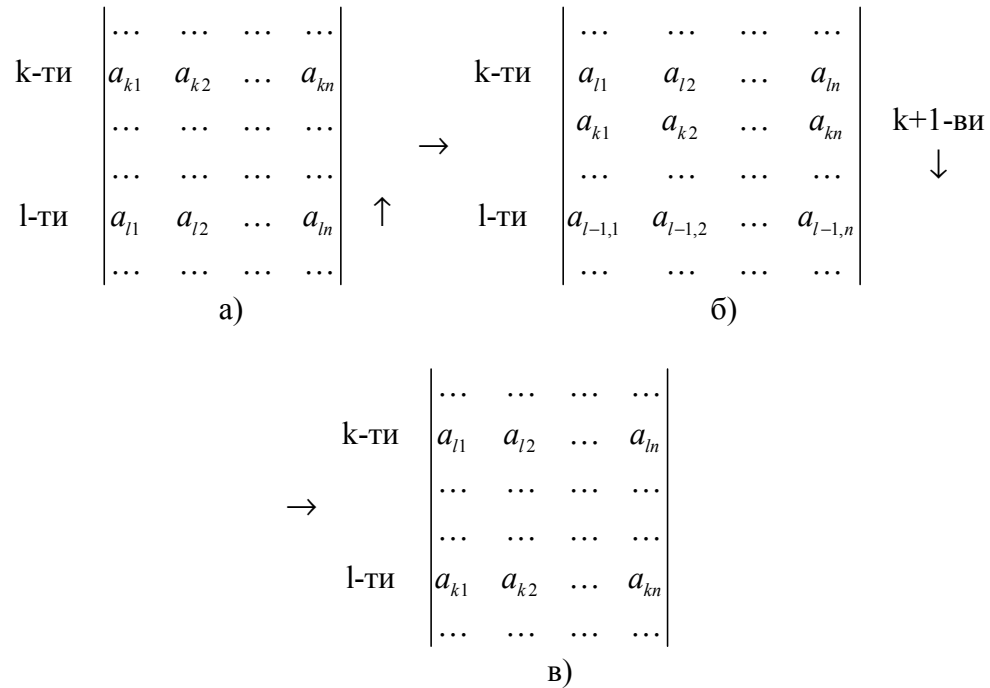 … … … … … … … …
k-ти a_{k1} a_{k2} … a_{kn} k-ти a_{l1} a_{l2} … a_{ln}
… … … … → a_{k1} a_{k2} … a_{kn} k+1-ви
… … … … … … … … ↓
l-ти a_{l1} a_{l2} … a_{ln} ↑ l-ти a_{l−1,1} a_{l−1,2} … a_{l−1,n}
… … … … … … … …
а) б)
… … … …
k-ти a_{l1} a_{l2} … a_{ln}
… … … …
→ … … … …
l-ти a_{k1} a_{k2} … a_{kn}
… … … …
в)